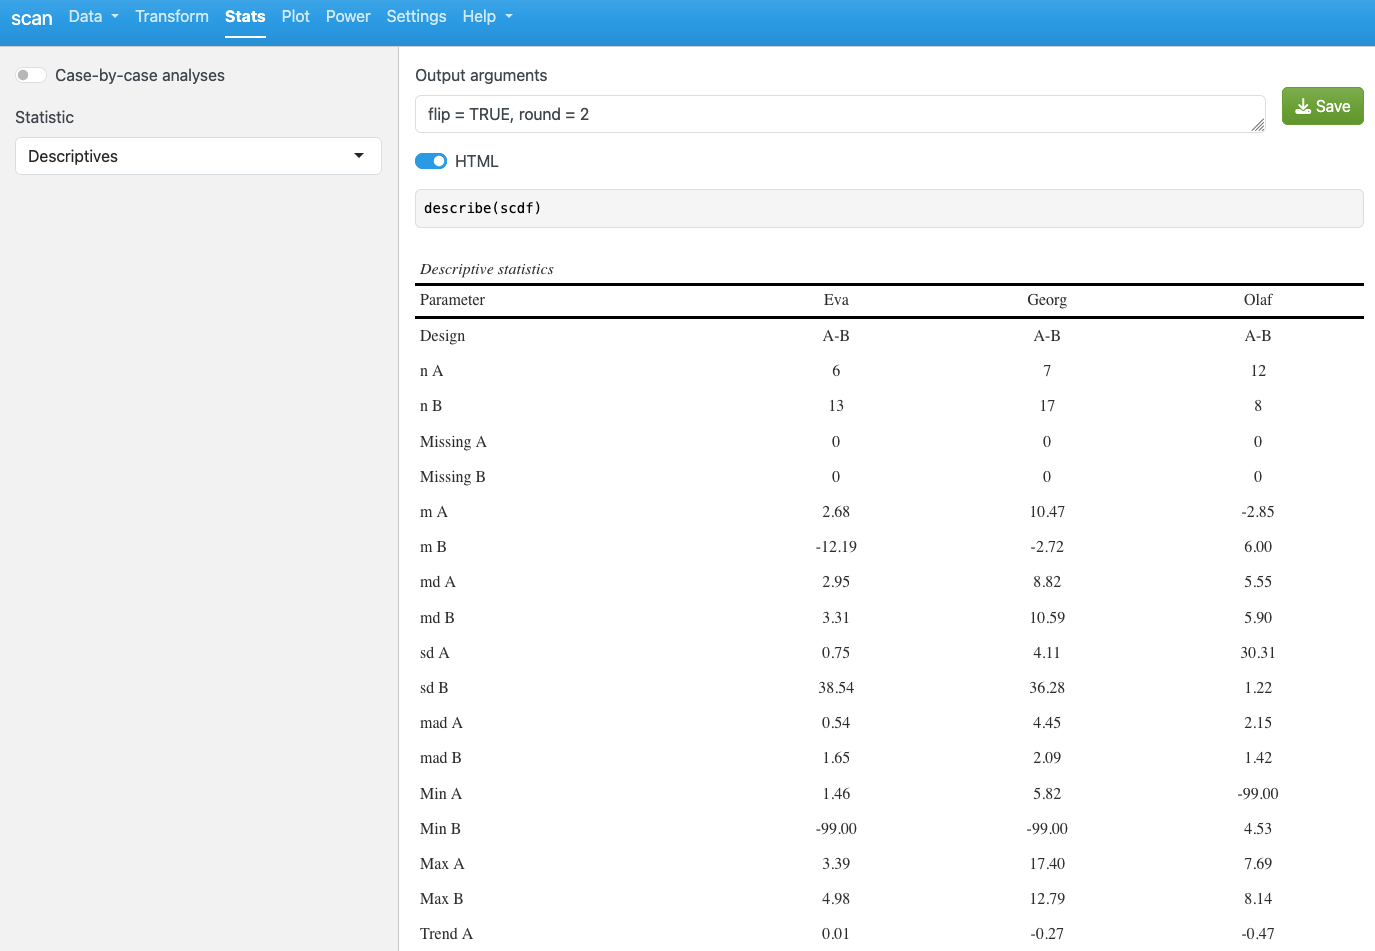 scan Data Transform Stats Plot Power Settings Help
Case-by-case analyses
Statistic
Descriptives
Output arguments
flip = TRUE, round = 2
Save
HTML
describe(scdf)
Descriptive statistics
Parameter Eva Georg Olaf
Design A-B A-B A-B
n A 6 7 12
n B 13 17 8
Missing A 0 0 0
Missing B 0 0 0
m A 2.68 10.47 -2.85
m B -12.19 -2.72 6.00
md A 2.95 8.82 5.55
md B 3.31 10.59 5.90
sd A 0.75 4.11 30.31
sd B 38.54 36.28 1.22
mad A 0.54 4.45 2.15
mad B 1.65 2.09 1.42
Min A 1.46 5.82 -99.00
Min B -99.00 -99.00 4.53
Max A 3.39 17.40 7.69
Max B 4.98 12.79 8.14
Trend A 0.01 -0.27 -0.47